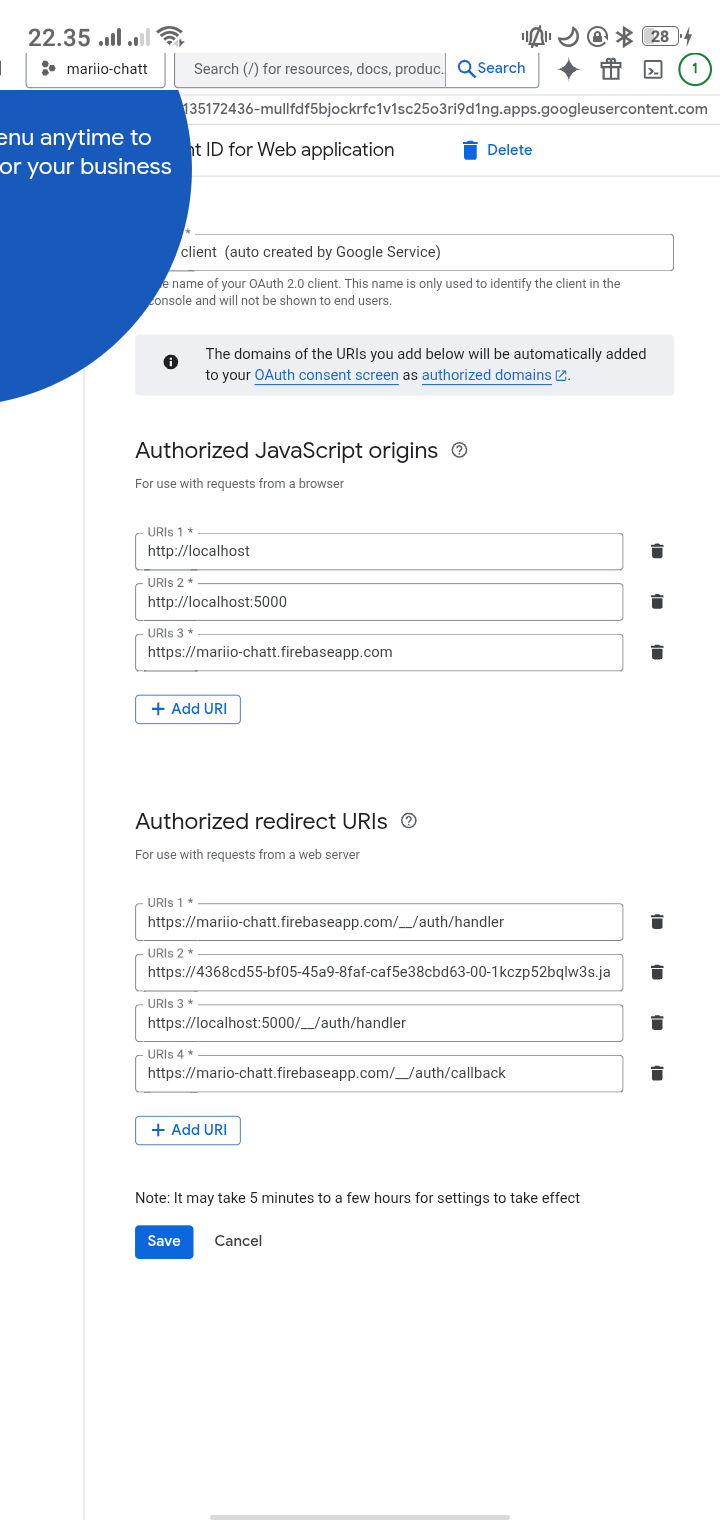 22.35
28
mariio-chatt
Search (/) for resources, docs, produc...
Search
1
135172436-mullfdf5bjockrfc1v1sc25o3ri9d1ng.apps.googleusercontent.com
enu anytime to
or your business
nt ID for Web application
Delete
*
client (auto created by Google Service)
e name of your OAuth 2.0 client. This name is only used to identify the client in the
console and will not be shown to end users.
The domains of the URIs you add below will be automatically added
to your OAuth consent screen as authorized domains.
Authorized JavaScript origins
For use with requests from a browser
URIs 1 *
http://localhost
URIs 2 *
http://localhost:5000
URIs 3 *
https://mariio-chatt.firebaseapp.com
+ Add URI
Authorized redirect URIs
For use with requests from a web server
URIs 1 *
https://mariio-chatt.firebaseapp.com/__/auth/handler
URIs 2 *
https://4368cd55-bf05-45a9-8faf-caf5e38cbd63-00-1kczp52bqlw3s.ja
URIs 3 *
https://localhost:5000/__/auth/handler
URIs 4 *
https://mario-chatt.firebaseapp.com/__/auth/callback
+ Add URI
Note: It may take 5 minutes to a few hours for settings to take effect
Save
Cancel